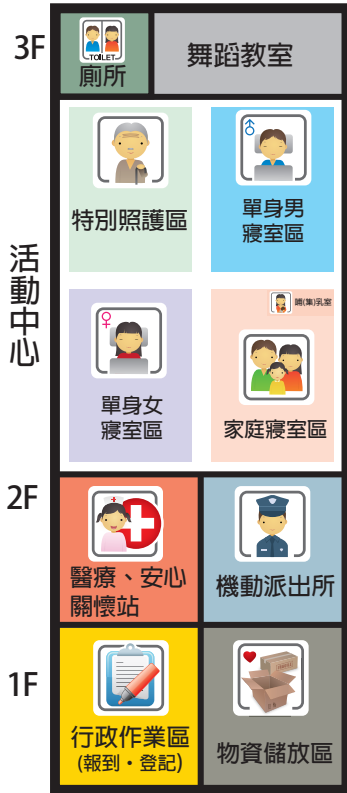 3F
TOILET
廁所
舞蹈教室
活動中心
特別照護區
單身男
寢室區
單身女
寢室區
哺(集)乳室
家庭寢室區
2F
醫療、安心
關懷站
機動派出所
1F
行政作業區
(報到・登記)
物資儲放區